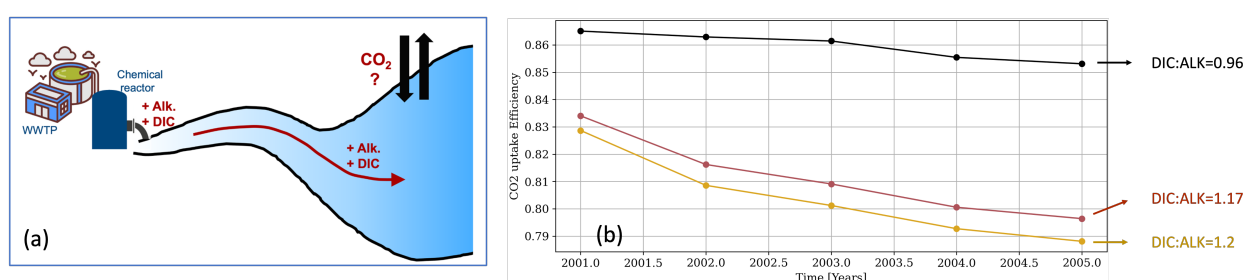 CO2
?
Chemical
reactor
+ Alk.
+ DIC
WWTP
+ Alk.
+ DIC
(a)
CO2 uptake Efficiency
0.86
0.85
0.84
0.83
0.82
0.81
0.80
0.79
(b)
2001.0 2001.5 2002.0 2002.5 2003.0 2003.5 2004.0 2004.5 2005.0
Time [Years]
DIC:ALK=0.96
DIC:ALK=1.17
DIC:ALK=1.2